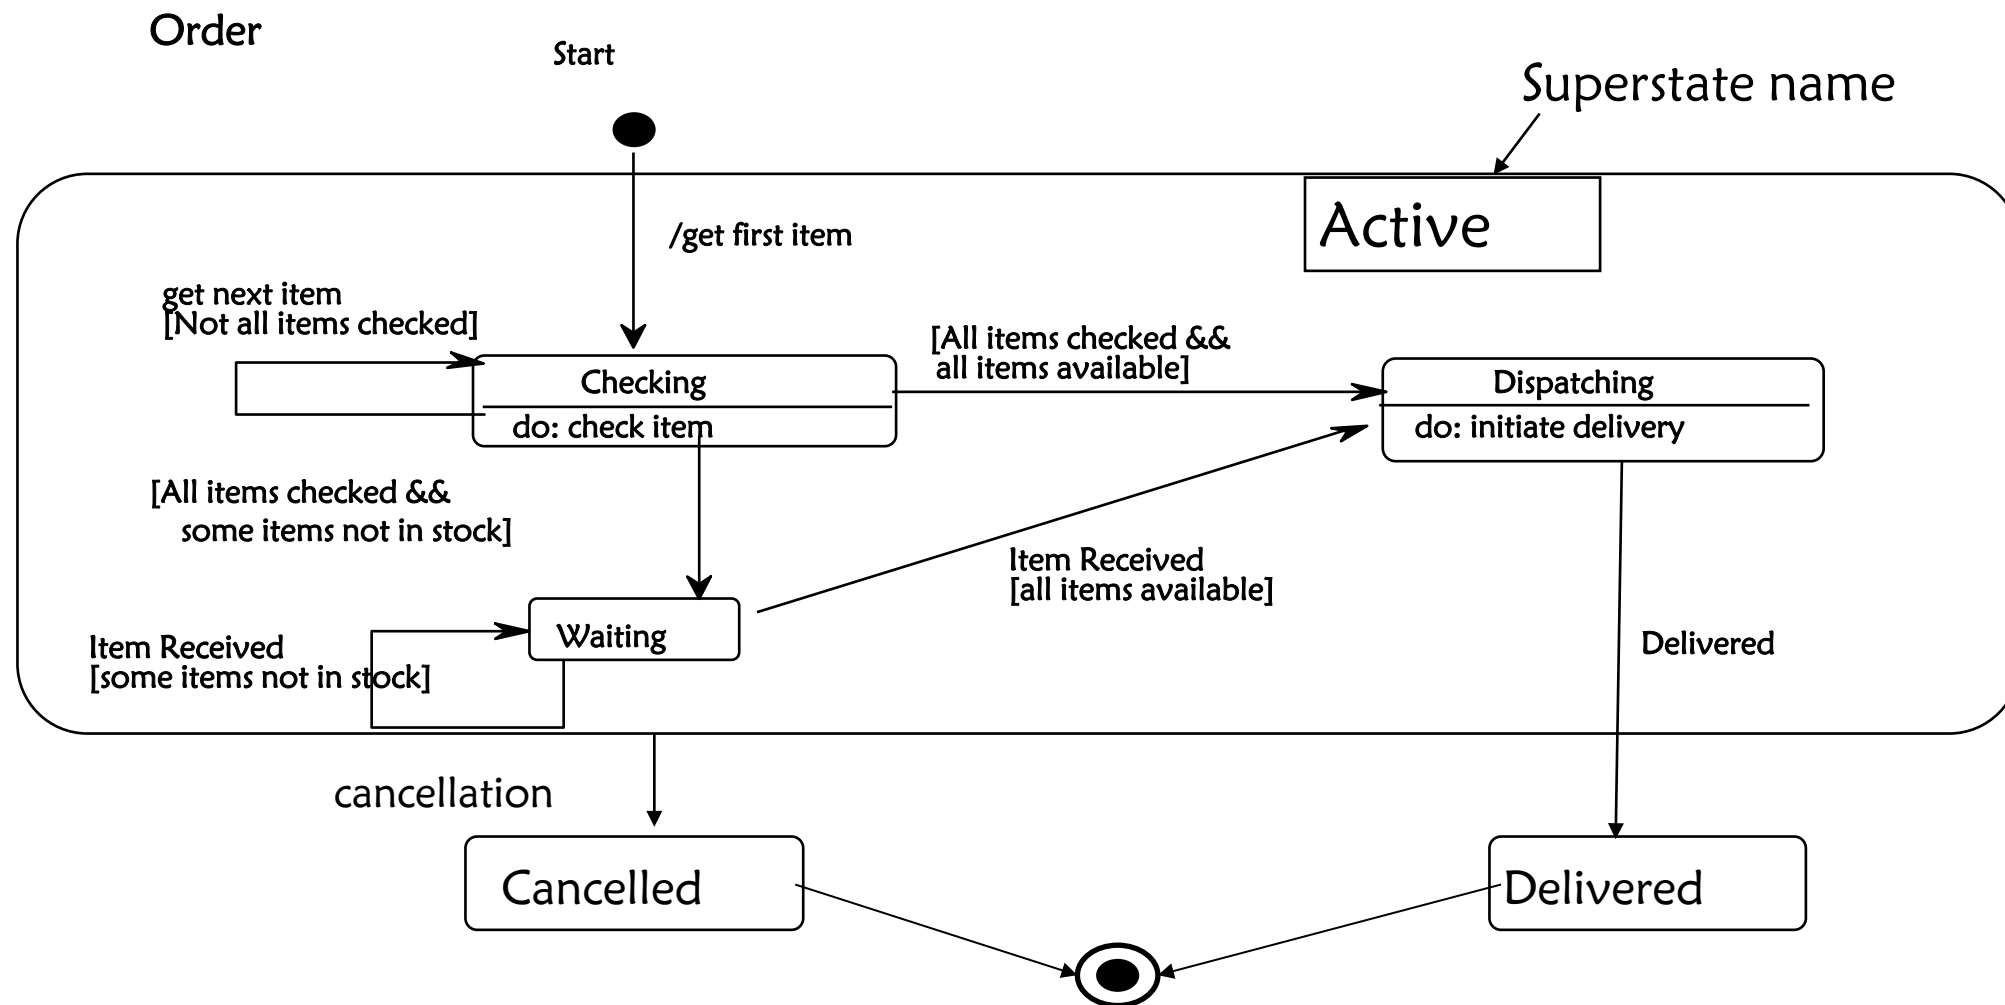 Order
Start
Superstate name
Active
/get first item
get next item
[Not all items checked]
[All items checked &&
all items available]
Checking
do: check item
Dispatching
do: initiate delivery
[All items checked &&
some items not in stock]
Item Received
[all items available]
Waiting
Item Received
[some items not in stock]
Delivered
cancellation
Cancelled
Delivered